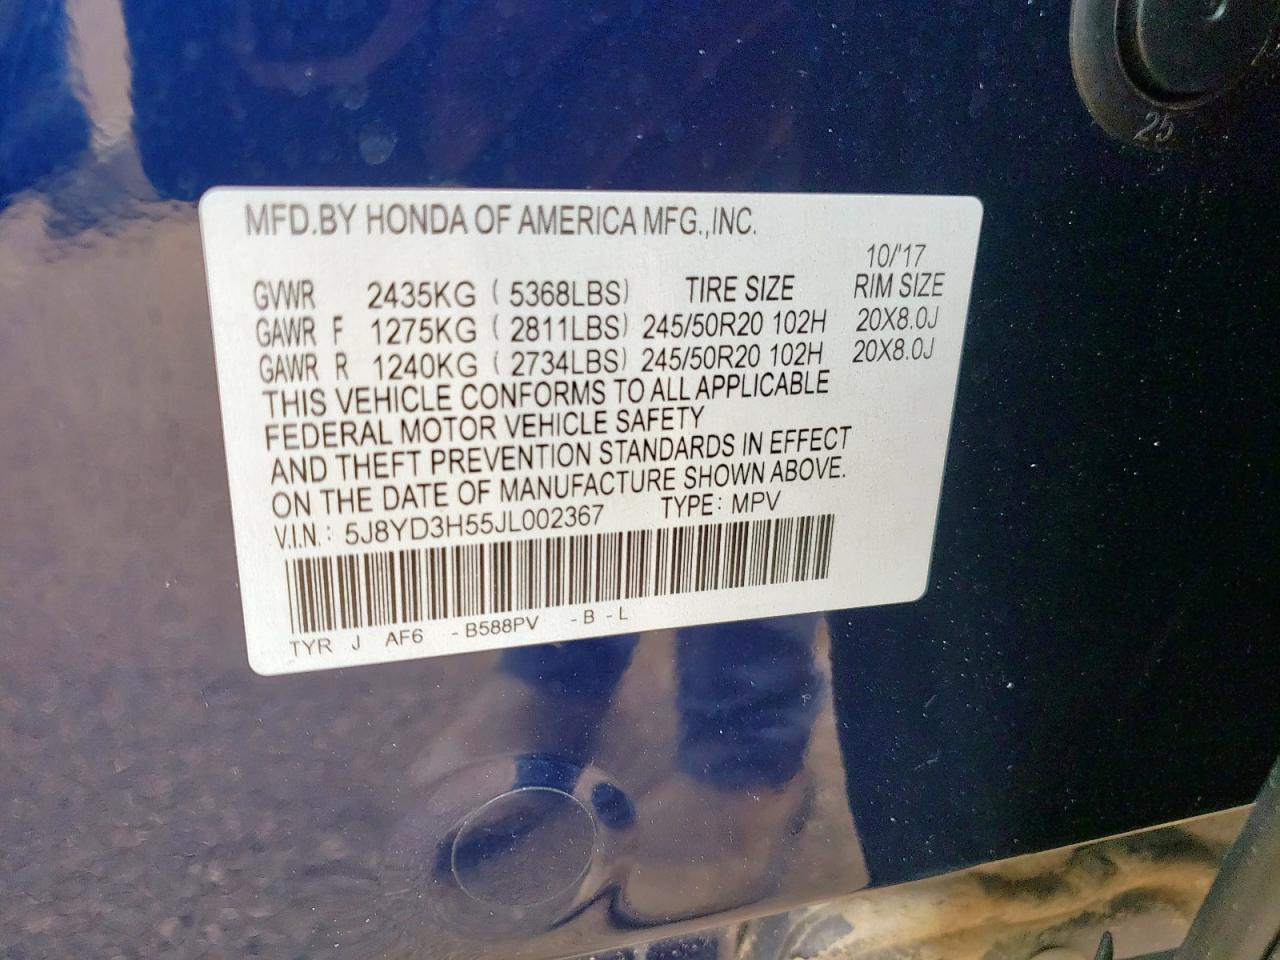 25
MFD.BY HONDA OF AMERICA MFG.,INC.
10/'17
GVWR 2435KG ( 5368LBS) TIRE SIZE RIM SIZE
GAWR F 1275KG ( 2811LBS) 245/50R20 102H 20X8.0J
GAWR R 1240KG ( 2734LBS) 245/50R20 102H 20X8.0J
THIS VEHICLE CONFORMS TO ALL APPLICABLE
FEDERAL MOTOR VEHICLE SAFETY
AND THEFT PREVENTION STANDARDS IN EFFECT
ON THE DATE OF MANUFACTURE SHOWN ABOVE.
V.I.N.: 5J8YD3H55JL002367 TYPE: MPV
TYR J AF6 -B588PV -B -L